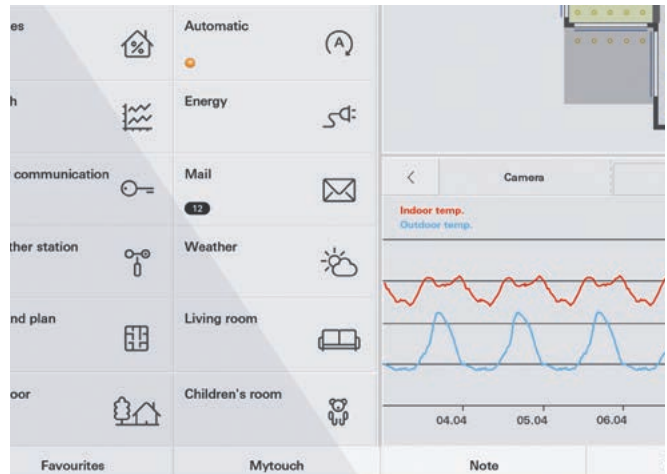 es
Automatic
A
%
h
Energy
communication
Mail
12
ther station
Weather
nd plan
Living room
oor
Children's room
Favourites
Mytouch
Camera
Indoor temp.
Outdoor temp.
04.04
05.04
06.04
Note